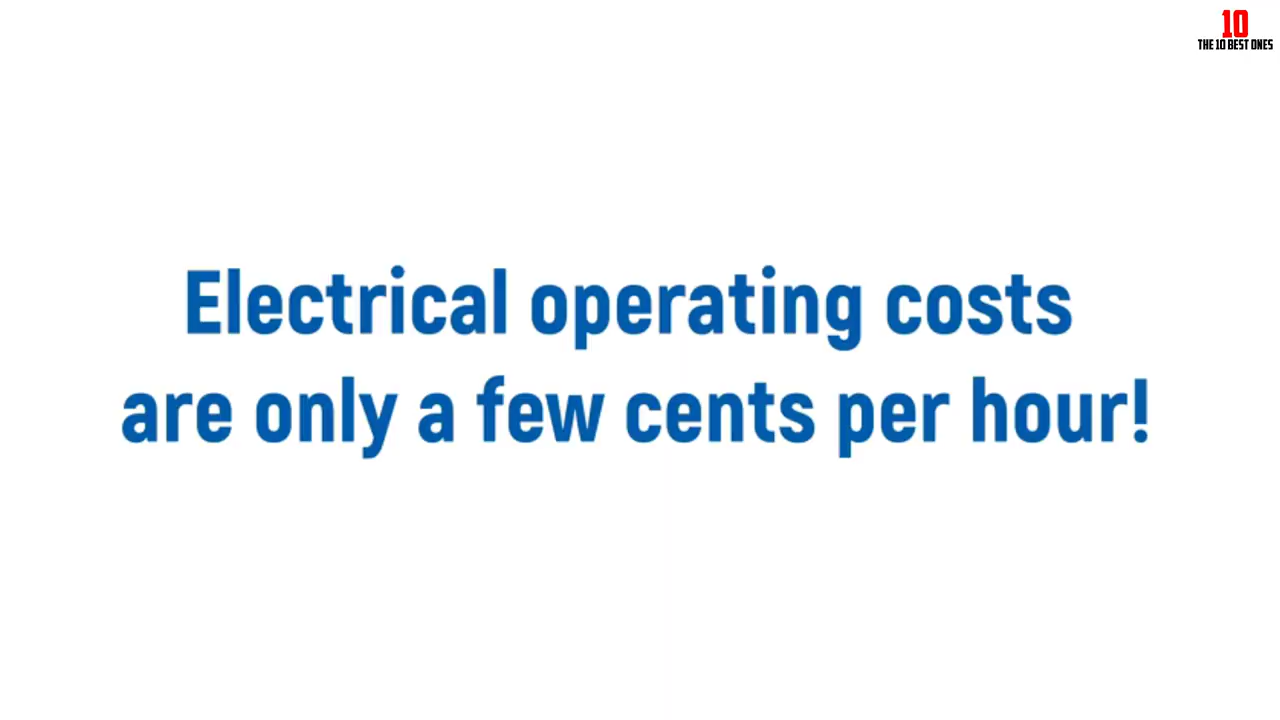 10
THE 10 BEST ONES
Electrical operating costs
are only a few cents per hour!